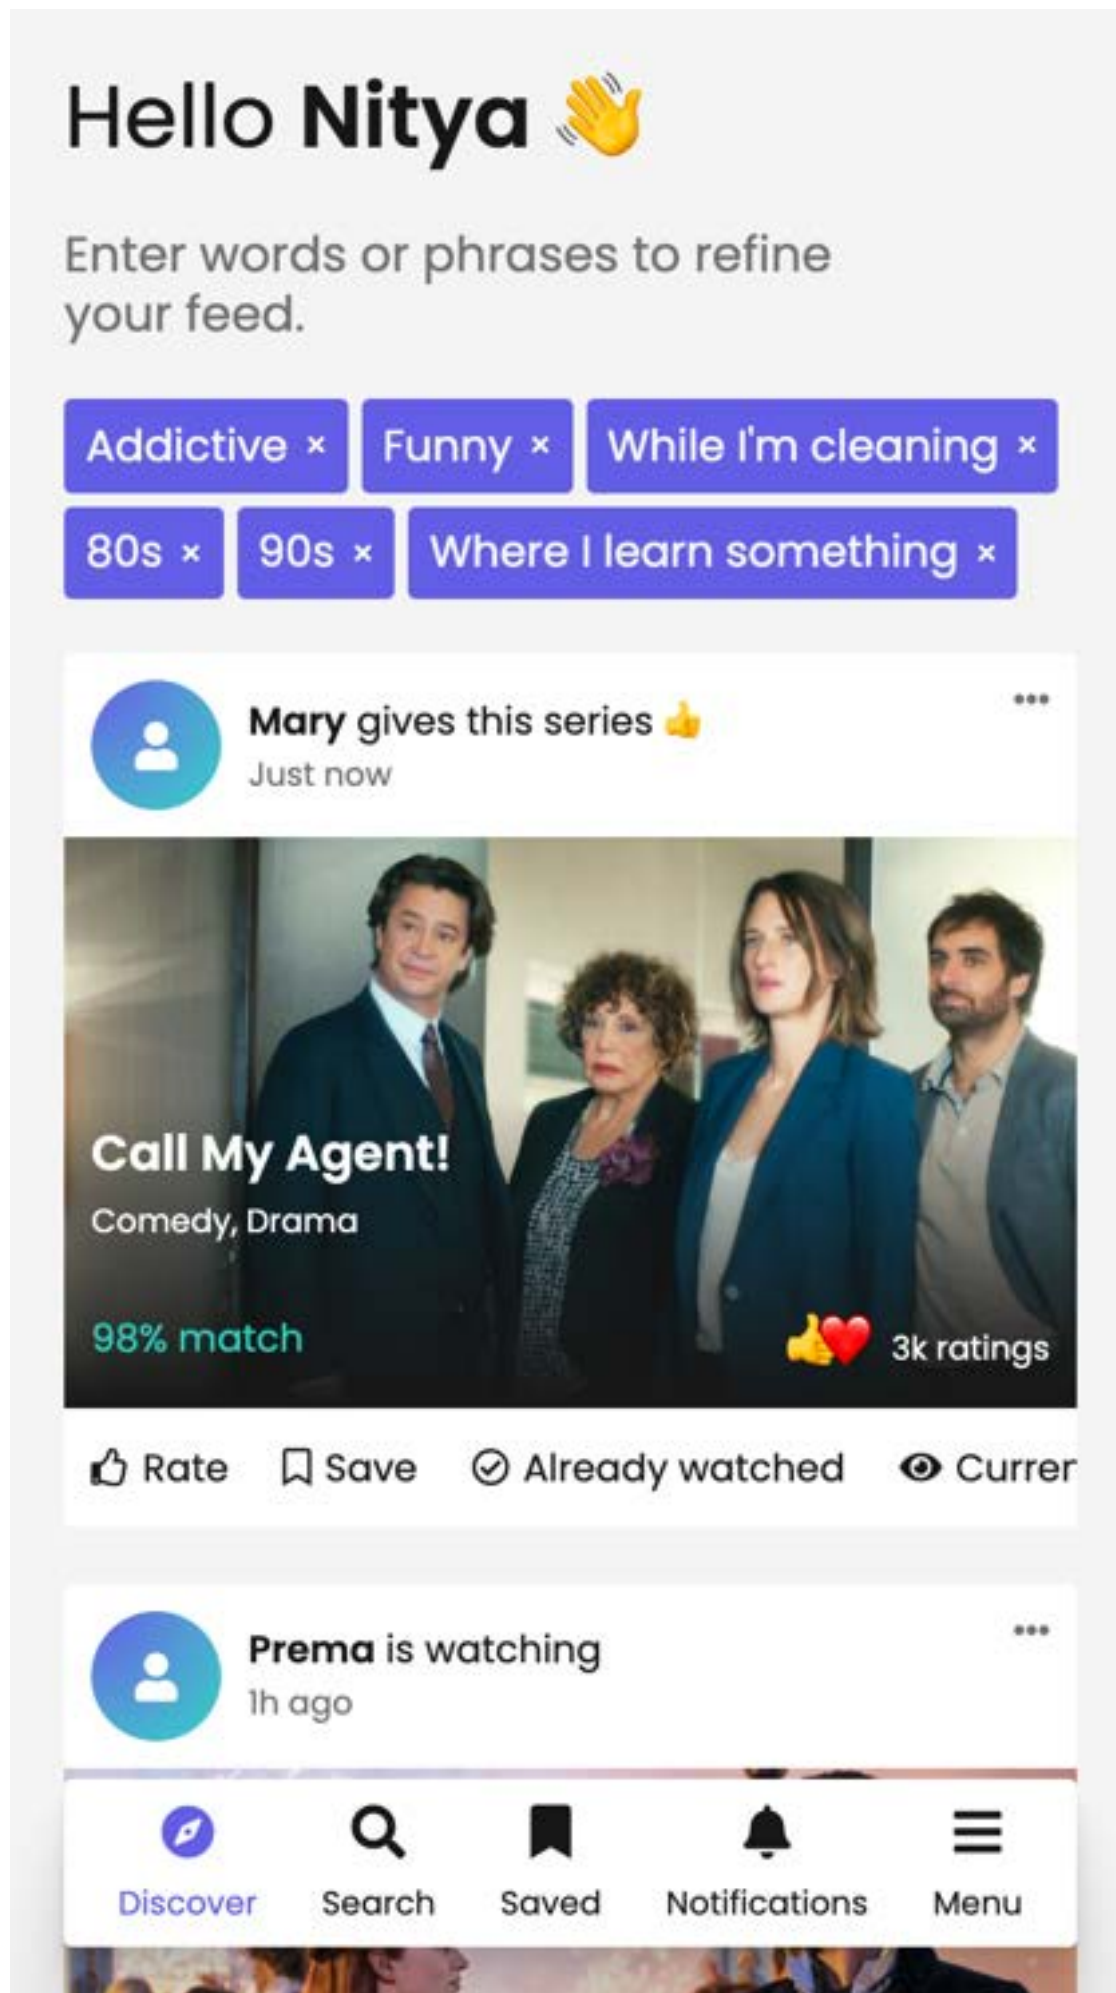 Hello Nitya 👋
Enter words or phrases to refine
your feed.
Addictive × Funny × While I'm cleaning ×
80s × 90s × Where I learn something ×
Mary gives this series 👍
Just now
Call My Agent!
Comedy, Drama
98% match 3k ratings
Rate Save Already watched Curren
Prema is watching
1h ago
Discover Search Saved Notifications Menu